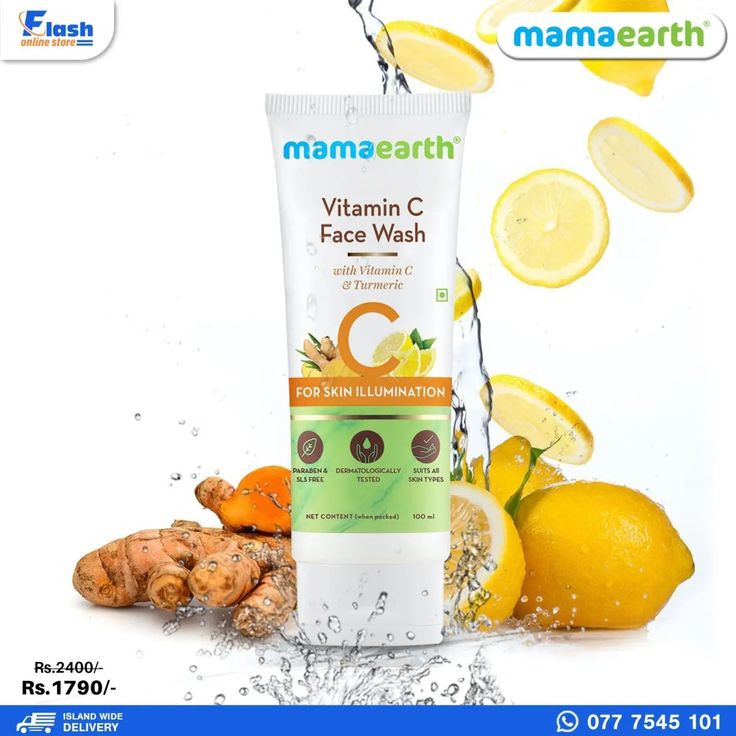 Flash
online store
mamaearth®
mamaearth®
Vitamin C
Face Wash
with Vitamin C
& Turmeric
C
FOR SKIN ILLUMINATION
PARABEN &
SLS FREE
DERMATOLOGICALLY
TESTED
SUITS All
SKIN TYPES
NET CONTENT (when packed) 100 ml
Rs.2400/-
Rs.1790/-
ISLAND WIDE
DELIVERY
077 7545 101